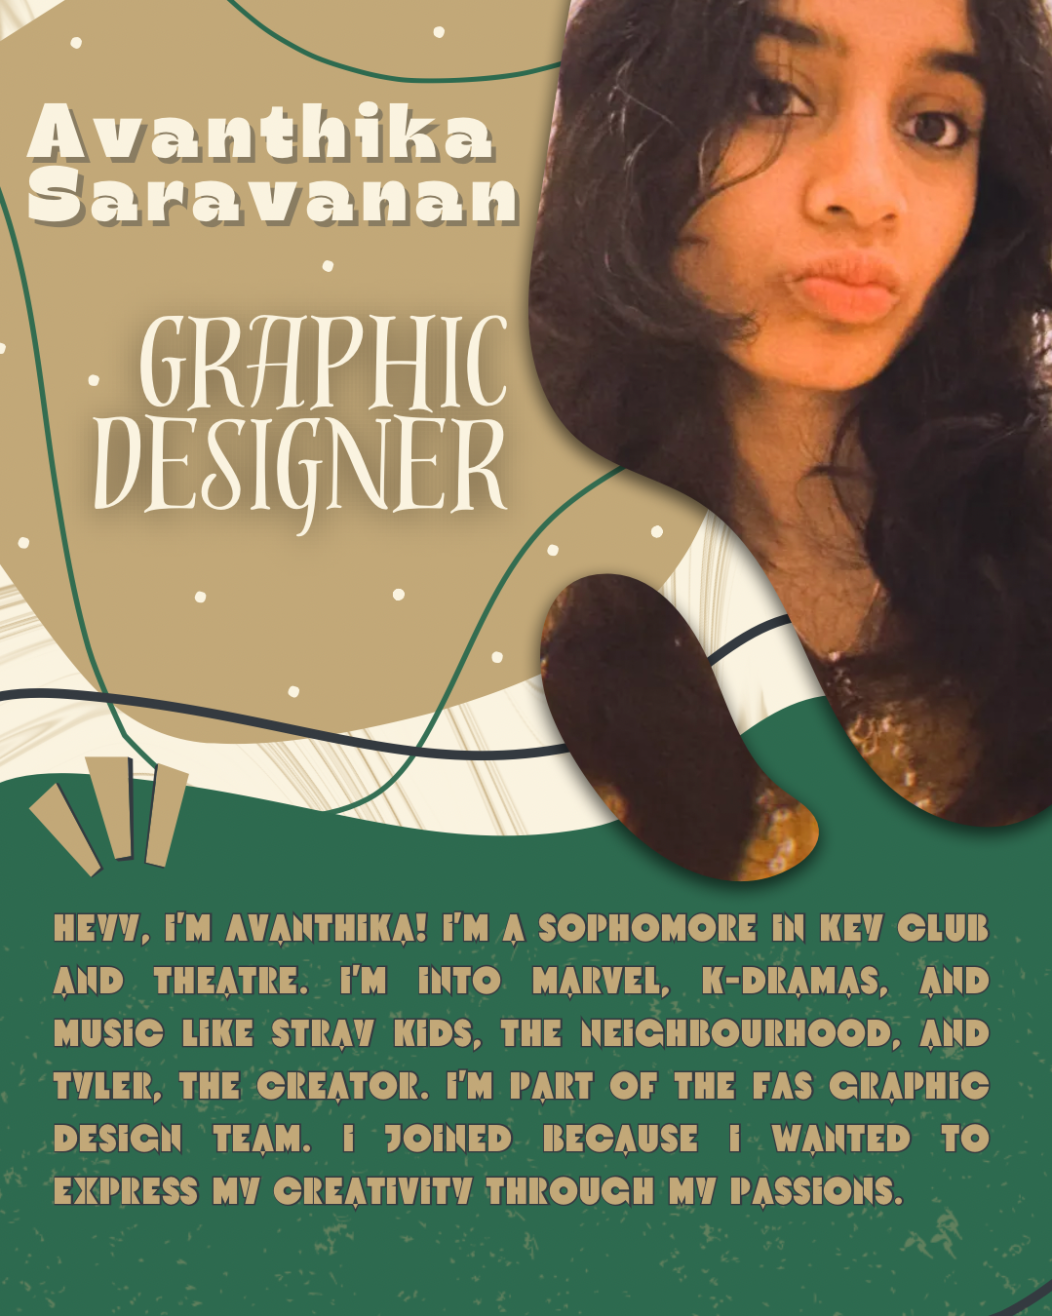 Avanthika
Saravanan
GRAPHIC
DESIGNER
HEYY, I'M AVANTHIKA! I'M A SOPHOMORE IN KEY CLUB
AND THEATRE. I'M INTO MARVEL, K-DRAMAS, AND
MUSIC LIKE STRAY KIDS, THE NEIGHBOURHOOD, AND
TYLER, THE CREATOR. I'M PART OF THE FAS GRAPHIC
DESIGN TEAM. I JOINED BECAUSE I WANTED TO
EXPRESS MY CREATIVITY THROUGH MY PASSIONS.